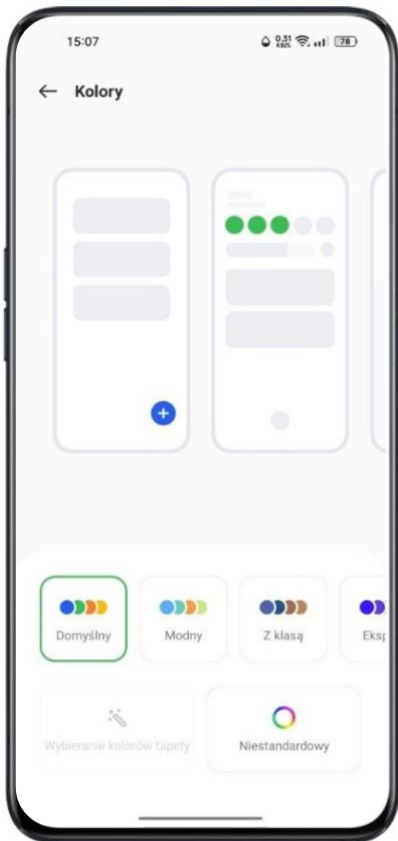 15:07
0.31
KB/S
78
Kolory
Domyślny
Modny
Z klasą
Eksp
Wybieranie kolorów tapety
Niestandardowy